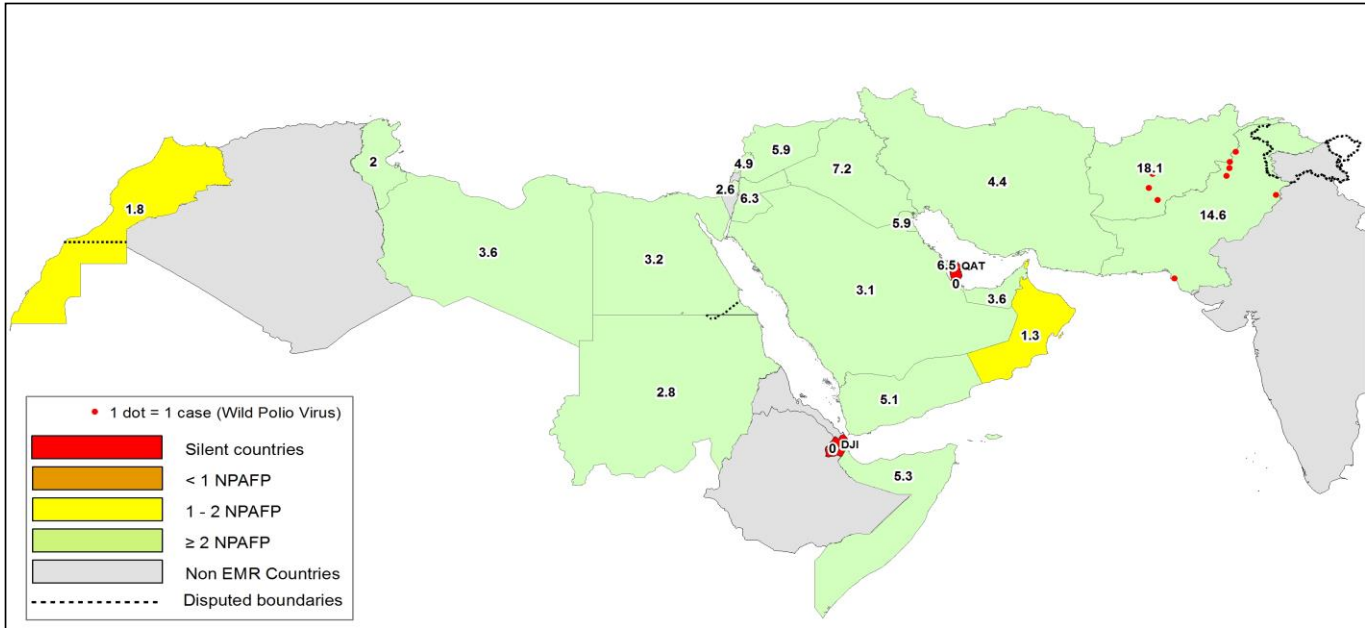 2
5.9
4.9
7.2
18.1
4.4
2.6
6.3
1.8
14.6
5.9
3.6
3.2
6.5 QAT
0
3.1
3.6
1.3
2.8
5.1
0 DJI
5.3
1 dot = 1 case (Wild Polio Virus)
Silent countries
< 1 NPAFP
1 - 2 NPAFP
≥ 2 NPAFP
Non EMR Countries
Disputed boundaries